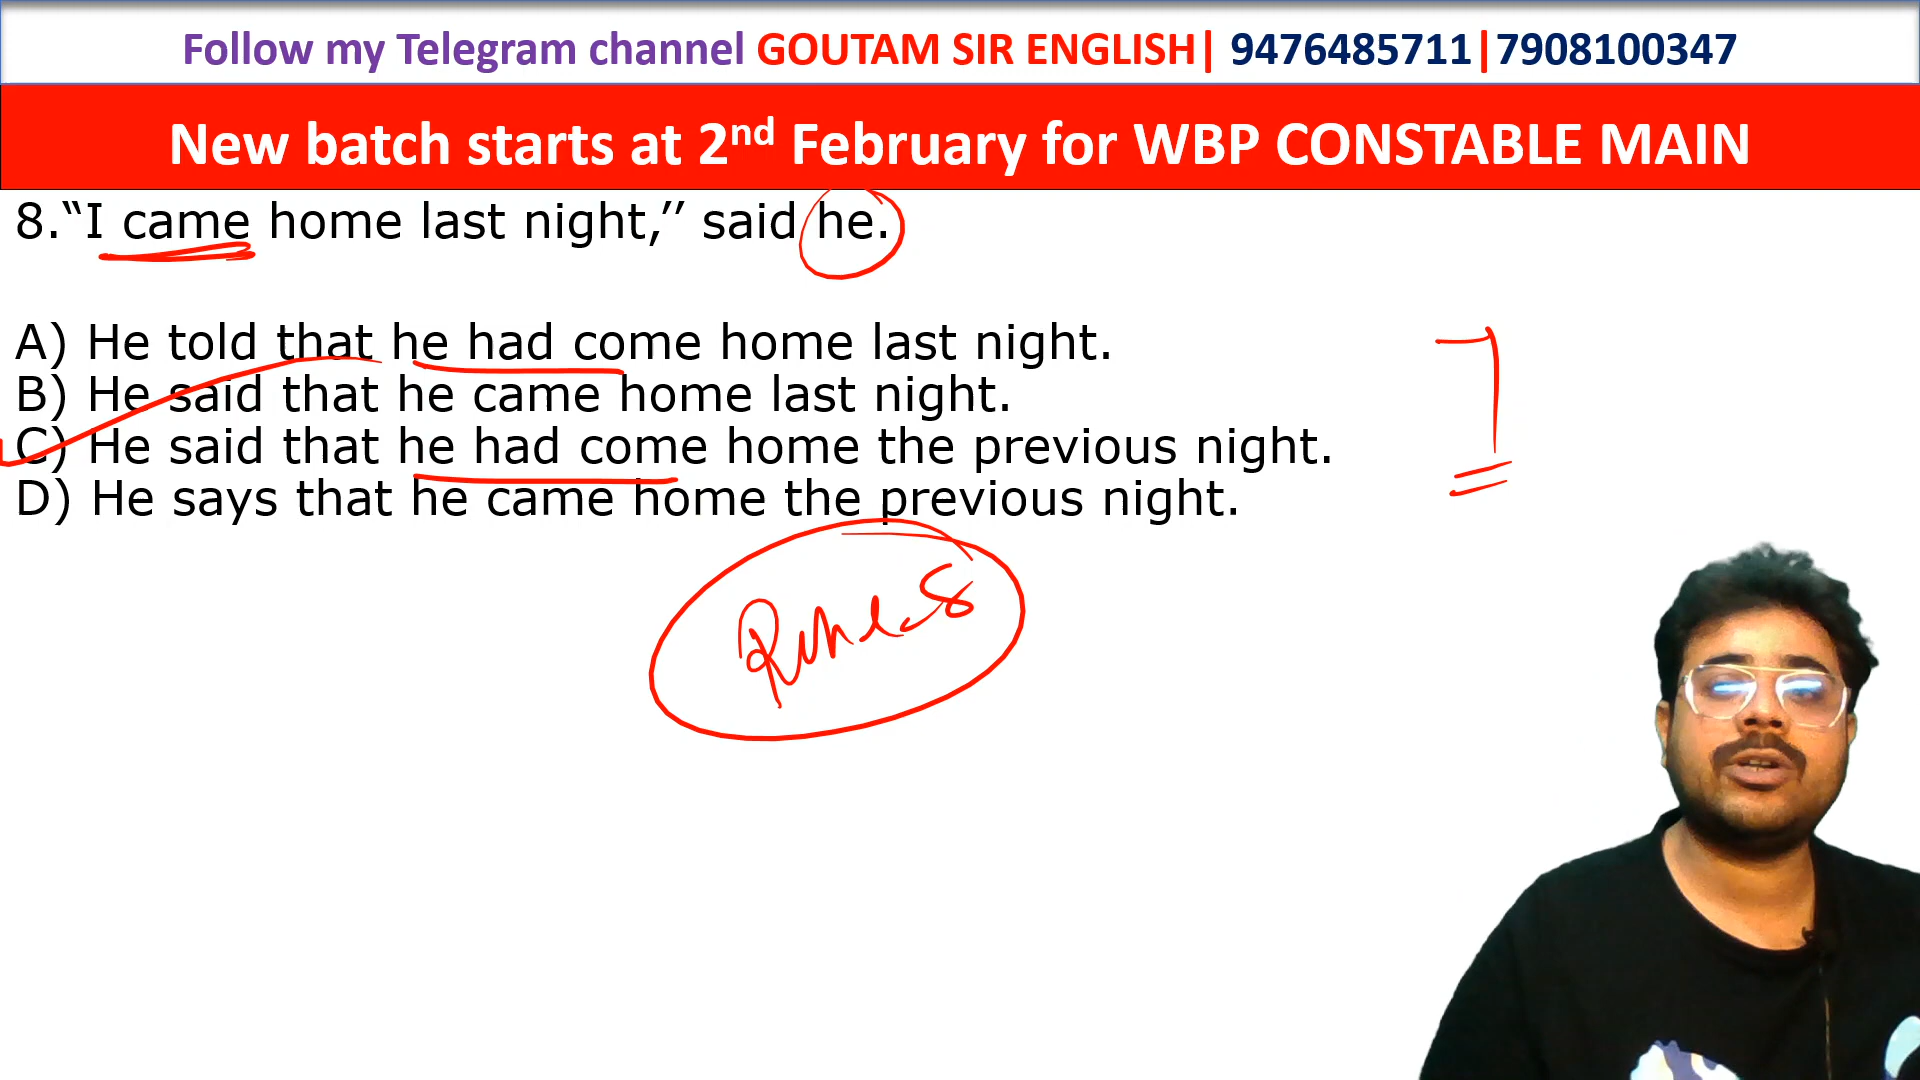 Follow my Telegram channel GOUTAM SIR ENGLISH| 9476485711|7908100347
New batch starts at 2nd February for WBP CONSTABLE MAIN
8.“I came home last night,’’ said he.
A) He told that he had come home last night.
B) He said that he came home last night.
C) He said that he had come home the previous night.
D) He says that he came home the previous night.